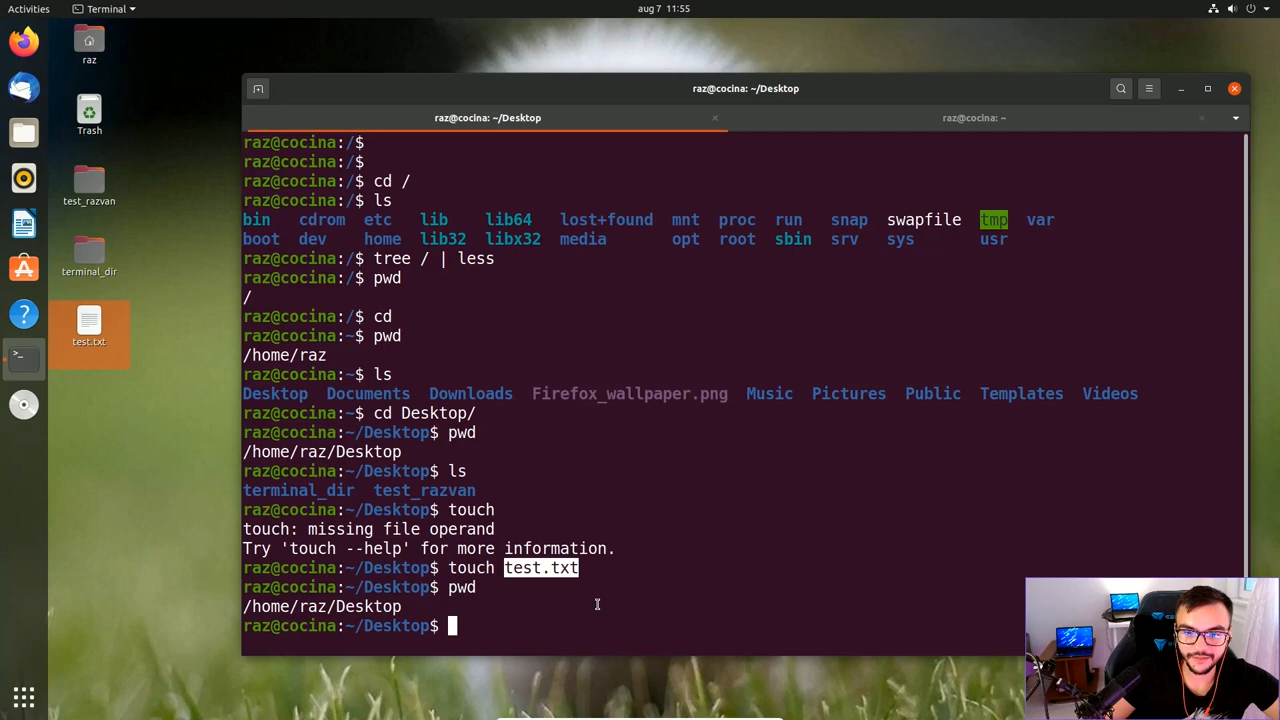 Activities
Terminal
aug 7 11:55
raz
Trash
test_razvan
terminal_dir
test.txt
raz@cocina: ~/Desktop
raz@cocina: ~/Desktop
raz@cocina: ~
raz@cocina:/$
raz@cocina:/$
raz@cocina:/$ cd /
raz@cocina:/$ ls
bin cdrom etc lib lib64 lost+found mnt proc run snap swapfile tmp var
boot dev home lib32 libx32 media opt root sbin srv sys usr
raz@cocina:/$ tree / | less
raz@cocina:/$ pwd
/
raz@cocina:/$ cd
raz@cocina:~$ pwd
/home/raz
raz@cocina:~$ ls
Desktop Documents Downloads Firefox_wallpaper.png Music Pictures Public Templates Videos
raz@cocina:~$ cd Desktop/
raz@cocina:~/Desktop$ pwd
/home/raz/Desktop
raz@cocina:~/Desktop$ ls
terminal_dir test_razvan
raz@cocina:~/Desktop$ touch
touch: missing file operand
Try 'touch --help' for more information.
raz@cocina:~/Desktop$ touch test.txt
raz@cocina:~/Desktop$ pwd
/home/raz/Desktop
raz@cocina:~/Desktop$